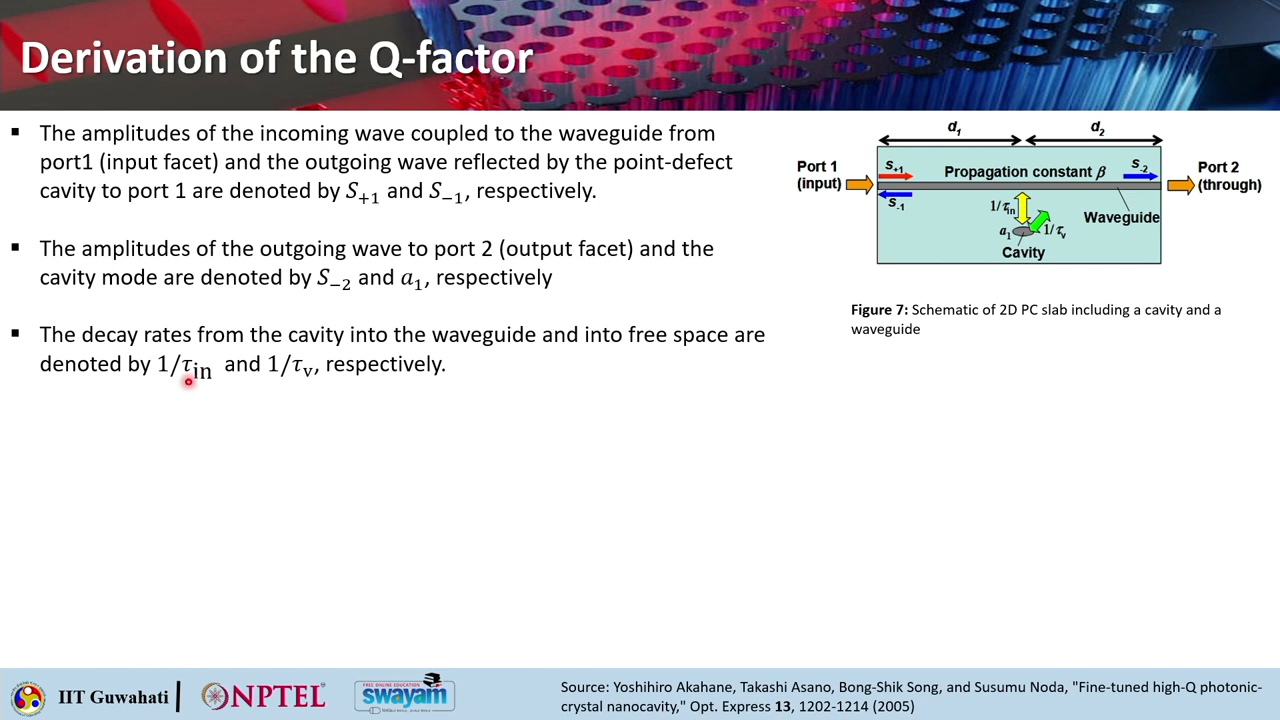 Derivation of the Q-factor
▪ The amplitudes of the incoming wave coupled to the waveguide from
port1 (input facet) and the outgoing wave reflected by the point-defect
cavity to port 1 are denoted by S₊₁ and S₋₁, respectively.
▪ The amplitudes of the outgoing wave to port 2 (output facet) and the
cavity mode are denoted by S₋₂ and a₁, respectively
▪ The decay rates from the cavity into the waveguide and into free space are
denoted by 1/τ_in and 1/τ_v, respectively.
d₁
d₂
Port 1
(input)
S₊₁
Propagation constant β
S₋₂
Port 2
(through)
S₋₁
1/τ_in
Waveguide
a₁
1/τ_v
Cavity
Figure 7: Schematic of 2D PC slab including a cavity and a
waveguide
IIT Guwahati
NPTEL
FREE ONLINE EDUCATION
swayam
Source: Yoshihiro Akahane, Takashi Asano, Bong-Shik Song, and Susumu Noda, "Fine-tuned high-Q photonic-
crystal nanocavity," Opt. Express 13, 1202-1214 (2005)